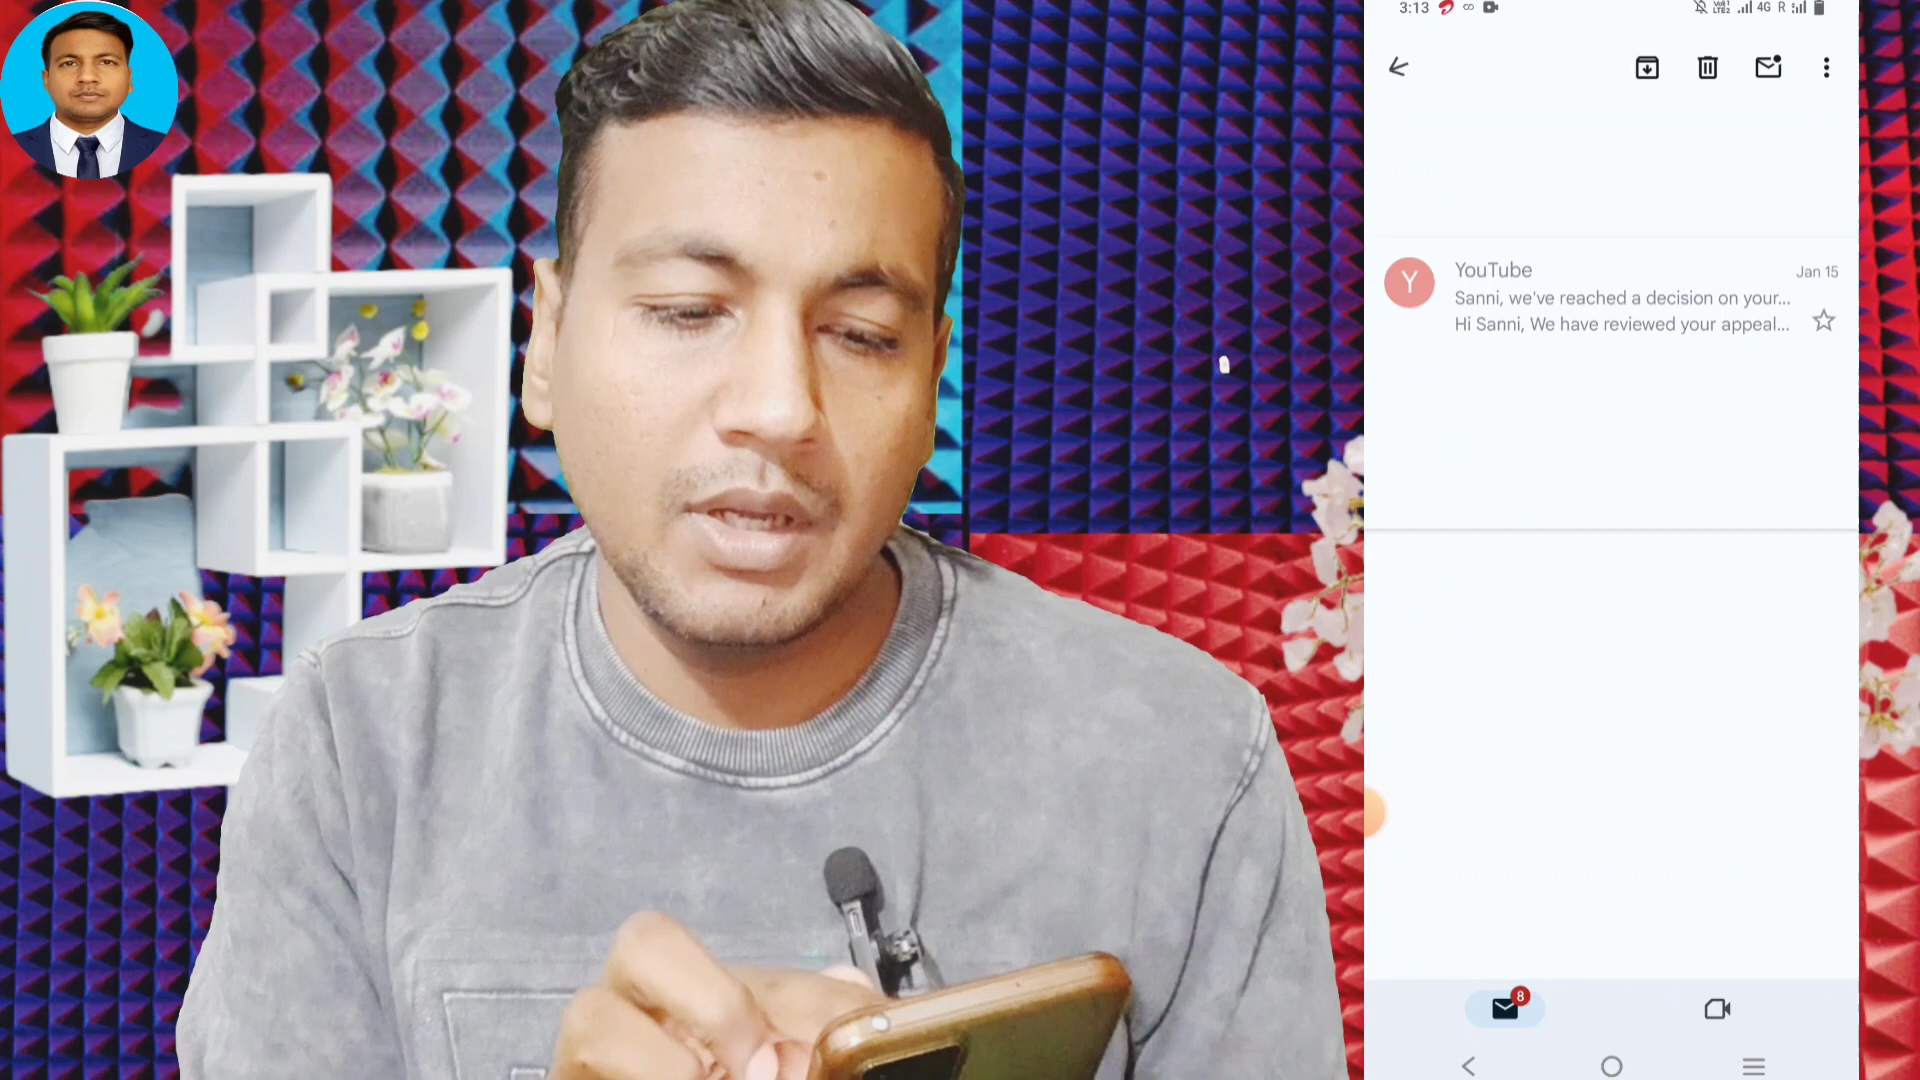 3:13
4G R
Y
YouTube
Jan 15
Sanni, we've reached a decision on your...
Hi Sanni, We have reviewed your appeal...
8